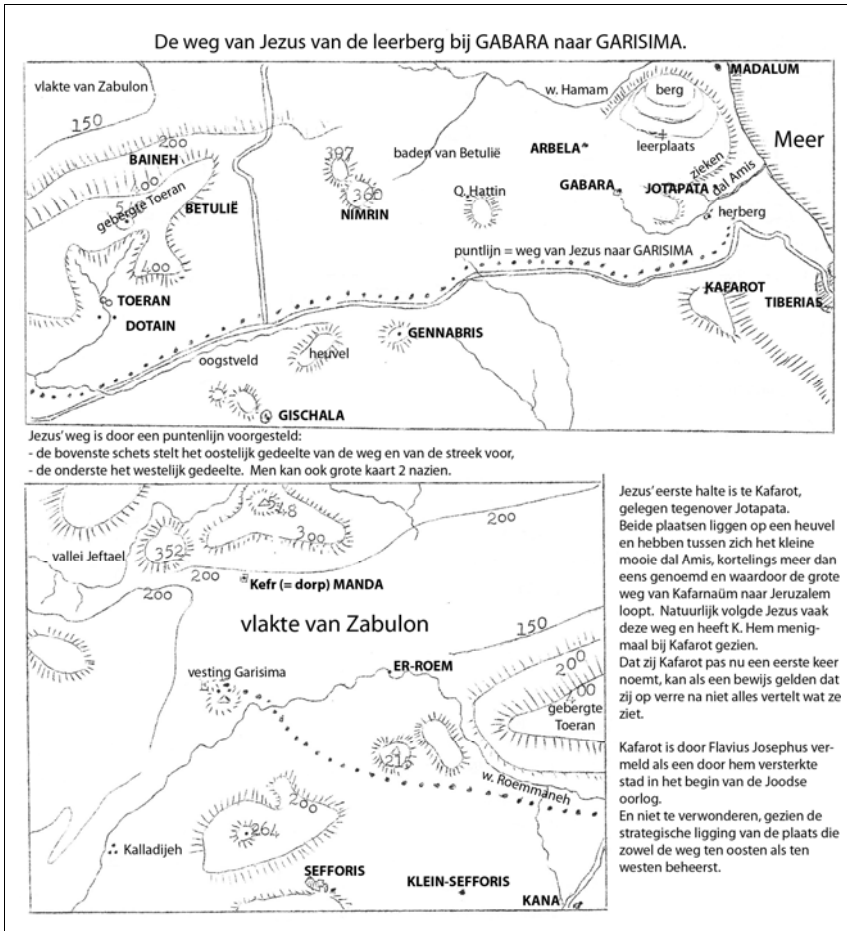 De weg van Jezus van de leerberg bij GABARA naar GARISIMA.
vlakte van Zabulon
150
200
BAINEH
400
gebergte Toeran
BETULIË
400
TOERAN
DOTAIN
397
360
NIMRIN
baden van Betulië
w. Hamam
berg
MADALUM
Meer
ARBELA
leerplaats
zieken
Q. Hattin
GABARA
JOTAPATA
dal Amis
herberg
puntlijn = weg van Jezus naar GARISIMA
KAFAROT
TIBERIAS
GENNABRIS
heuvel
oogstveld
GISCHALA
Jezus' weg is door een puntenlijn voorgesteld:
- de bovenste schets stelt het oostelijk gedeelte van de weg en van de streek voor,
- de onderste het westelijk gedeelte. Men kan ook grote kaart 2 nazien.
548
300
200
vallei Jeftael
352
200
200
Kefr (= dorp) MANDA
vlakte van Zabulon
150
200
400
vesting Garisima
ER-ROEM
gebergte
Toeran
215
w. Roemmaneh
200
264
Kalladijeh
SEFFORIS
KLEIN-SEFFORIS
KANA
Jezus' eerste halte is te Kafarot,
gelegen tegenover Jotapata.
Beide plaatsen liggen op een heuvel
en hebben tussen zich het kleine
mooie dal Amis, kortelings meer dan
eens genoemd en waardoor de grote
weg van Kafarnaüm naar Jeruzalem
loopt. Natuurlijk volgde Jezus vaak
deze weg en heeft K. Hem menig-
maal bij Kafarot gezien.
Dat zij Kafarot pas nu een eerste keer
noemt, kan als een bewijs gelden dat
zij op verre na niet alles vertelt wat ze
ziet.
Kafarot is door Flavius Josephus ver-
meld als een door hem versterkte
stad in het begin van de Joodse
oorlog.
En niet te verwonderen, gezien de
strategische ligging van de plaats die
zowel de weg ten oosten als ten
westen beheerst.